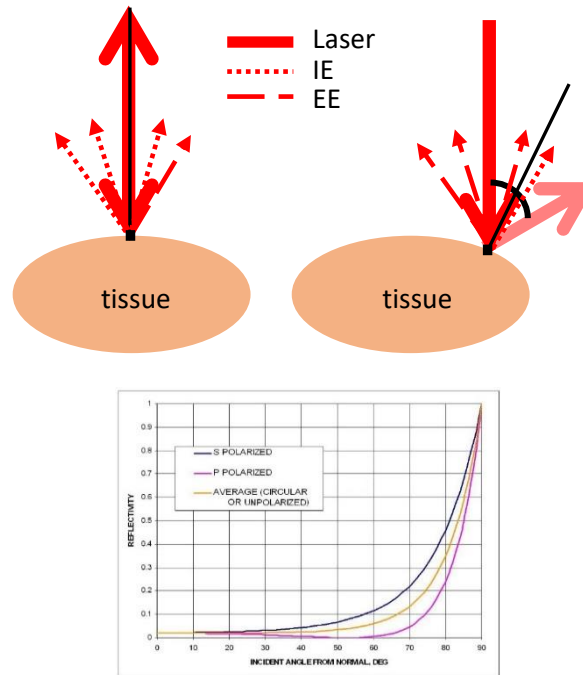 Laser
IE
EE
tissue
tissue
1
0.9
0.8
0.7
0.6
0.5
0.4
0.3
0.2
0.1
0
REFLECTIVITY
S POLARIZED
P POLARIZED
AVERAGE (CIRCULAR
OR UNPOLARIZED)
0 10 20 30 40 50 60 70 80 90
INCIDENT ANGLE FROM NORMAL, DEG